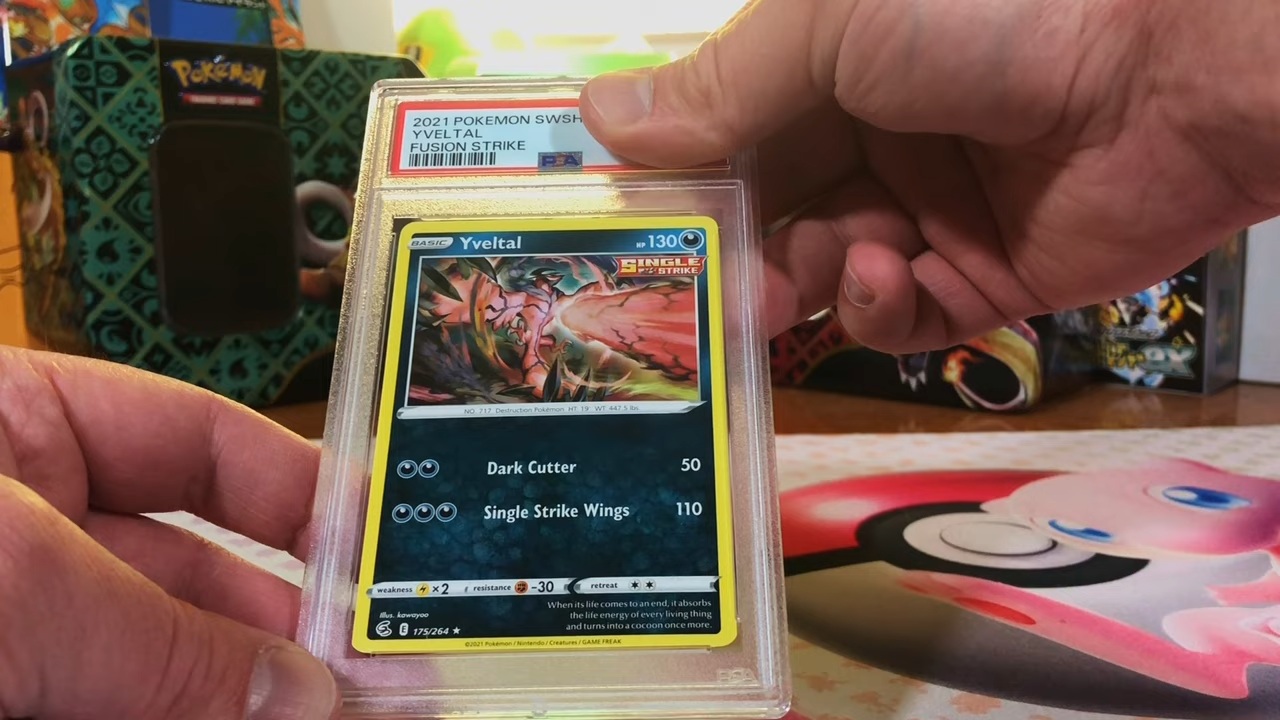 POKéMON
2021 POKEMON SWSH
YVELTAL
FUSION STRIKE
PSA
BASIC Yveltal HP 130
SINGLE
STRIKE
NO. 717 Destruction Pokémon HT. 19 WT. 447.5 lbs.
Dark Cutter 50
Single Strike Wings 110
weakness ×2 resistance -30 retreat
Illus. kawayoo
When its life comes to an end, it absorbs
the life energy of every living thing
and turns into a cocoon once more.
E 175/264 ★
©2021 Pokémon / Nintendo / Creatures / GAME FREAK